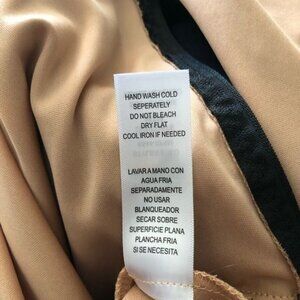 HAND WASH COLD
SEPERATELY
DO NOT BLEACH
DRY FLAT
COOL IRON IF NEEDED
LAVAR A MANO CON
AGUA FRIA
SEPARADAMENTE
NO USAR
BLANQUEADOR
SECAR SOBRE
SUPERFICIE PLANA
PLANCHA FRIA
SI SE NECESITA